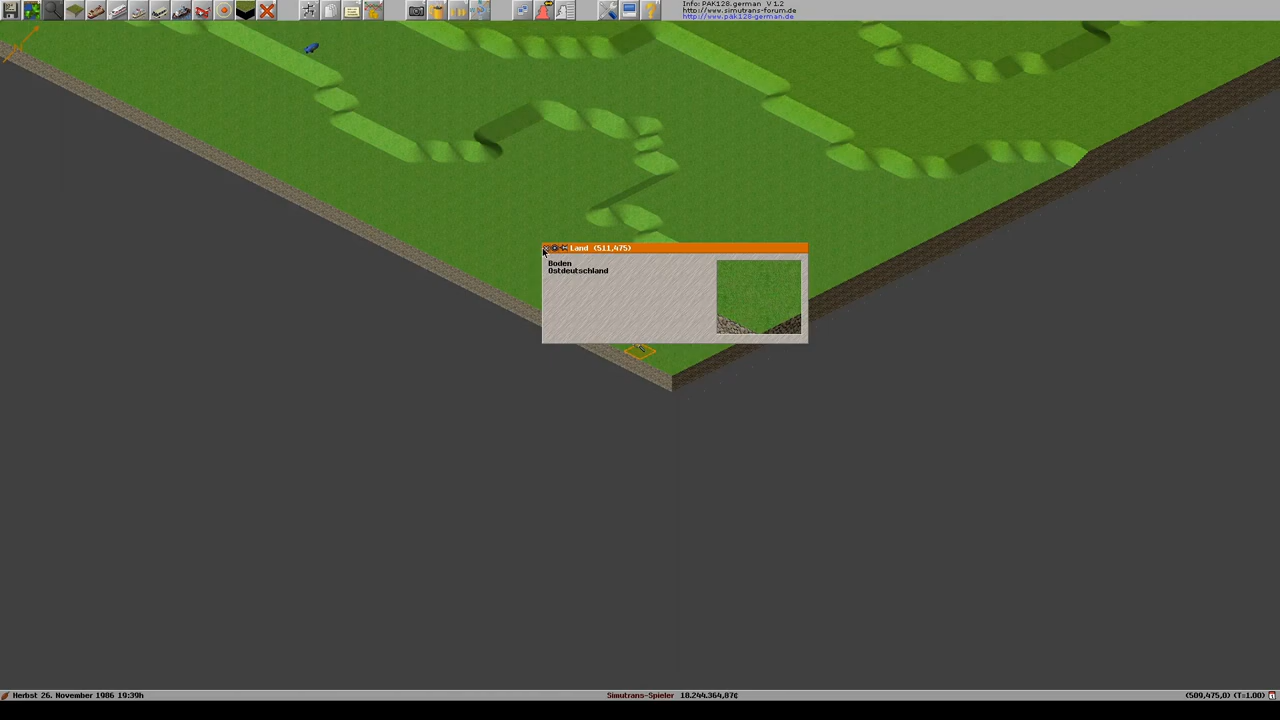 Info: PAK128.german  V 1.2
http://www.simutrans-forum.de
http://www.pak128-german.de
Land (511,475)
Boden
Ostdeutschland
Herbst 26. November 1986 19:39h
Simutrans-Spieler 18.244.364,87¢
(509,475,0) (T=1.00)